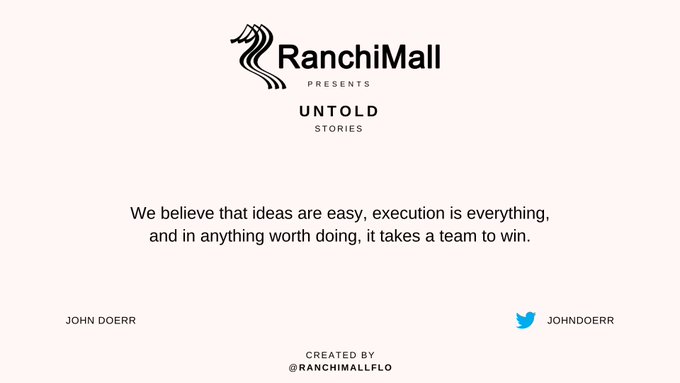 RanchiMall
PRESENTS
UNTOLD
STORIES
We believe that ideas are easy, execution is everything,
and in anything worth doing, it takes a team to win.
JOHN DOERR
JOHNDOERR
CREATED BY
@RANCHIMALLFLO